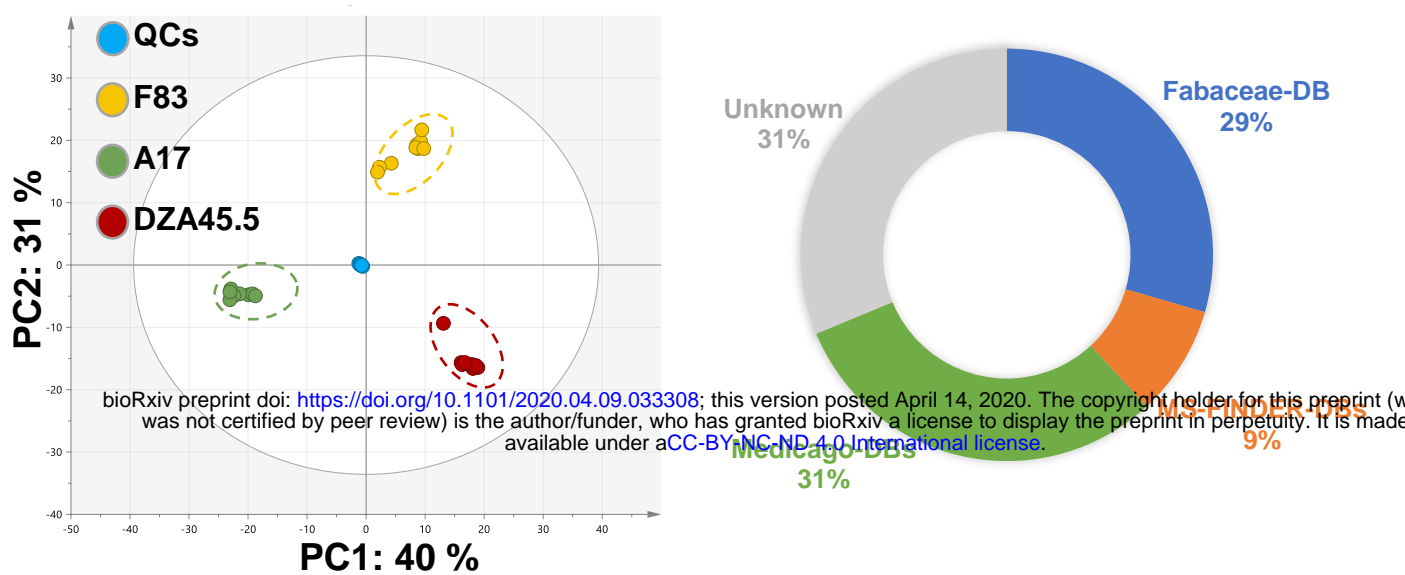 QCs
F83
A17
DZA45.5
30
20
10
0
-10
-20
-30
-40
-50
-40
-30
-20
-10
0
10
20
30
40
PC2: 31 %
PC1: 40 %
Unknown
31%
Fabaceae-DB
29%
MS-FINDER-DBs
9%
Medicago-DBs
31%
bioRxiv preprint doi: https://doi.org/10.1101/2020.04.09.033308; this version posted April 14, 2020. The copyright holder for this preprint (w
was not certified by peer review) is the author/funder, who has granted bioRxiv a license to display the preprint in perpetuity. It is made
available under aCC-BY-NC-ND 4.0 International license.